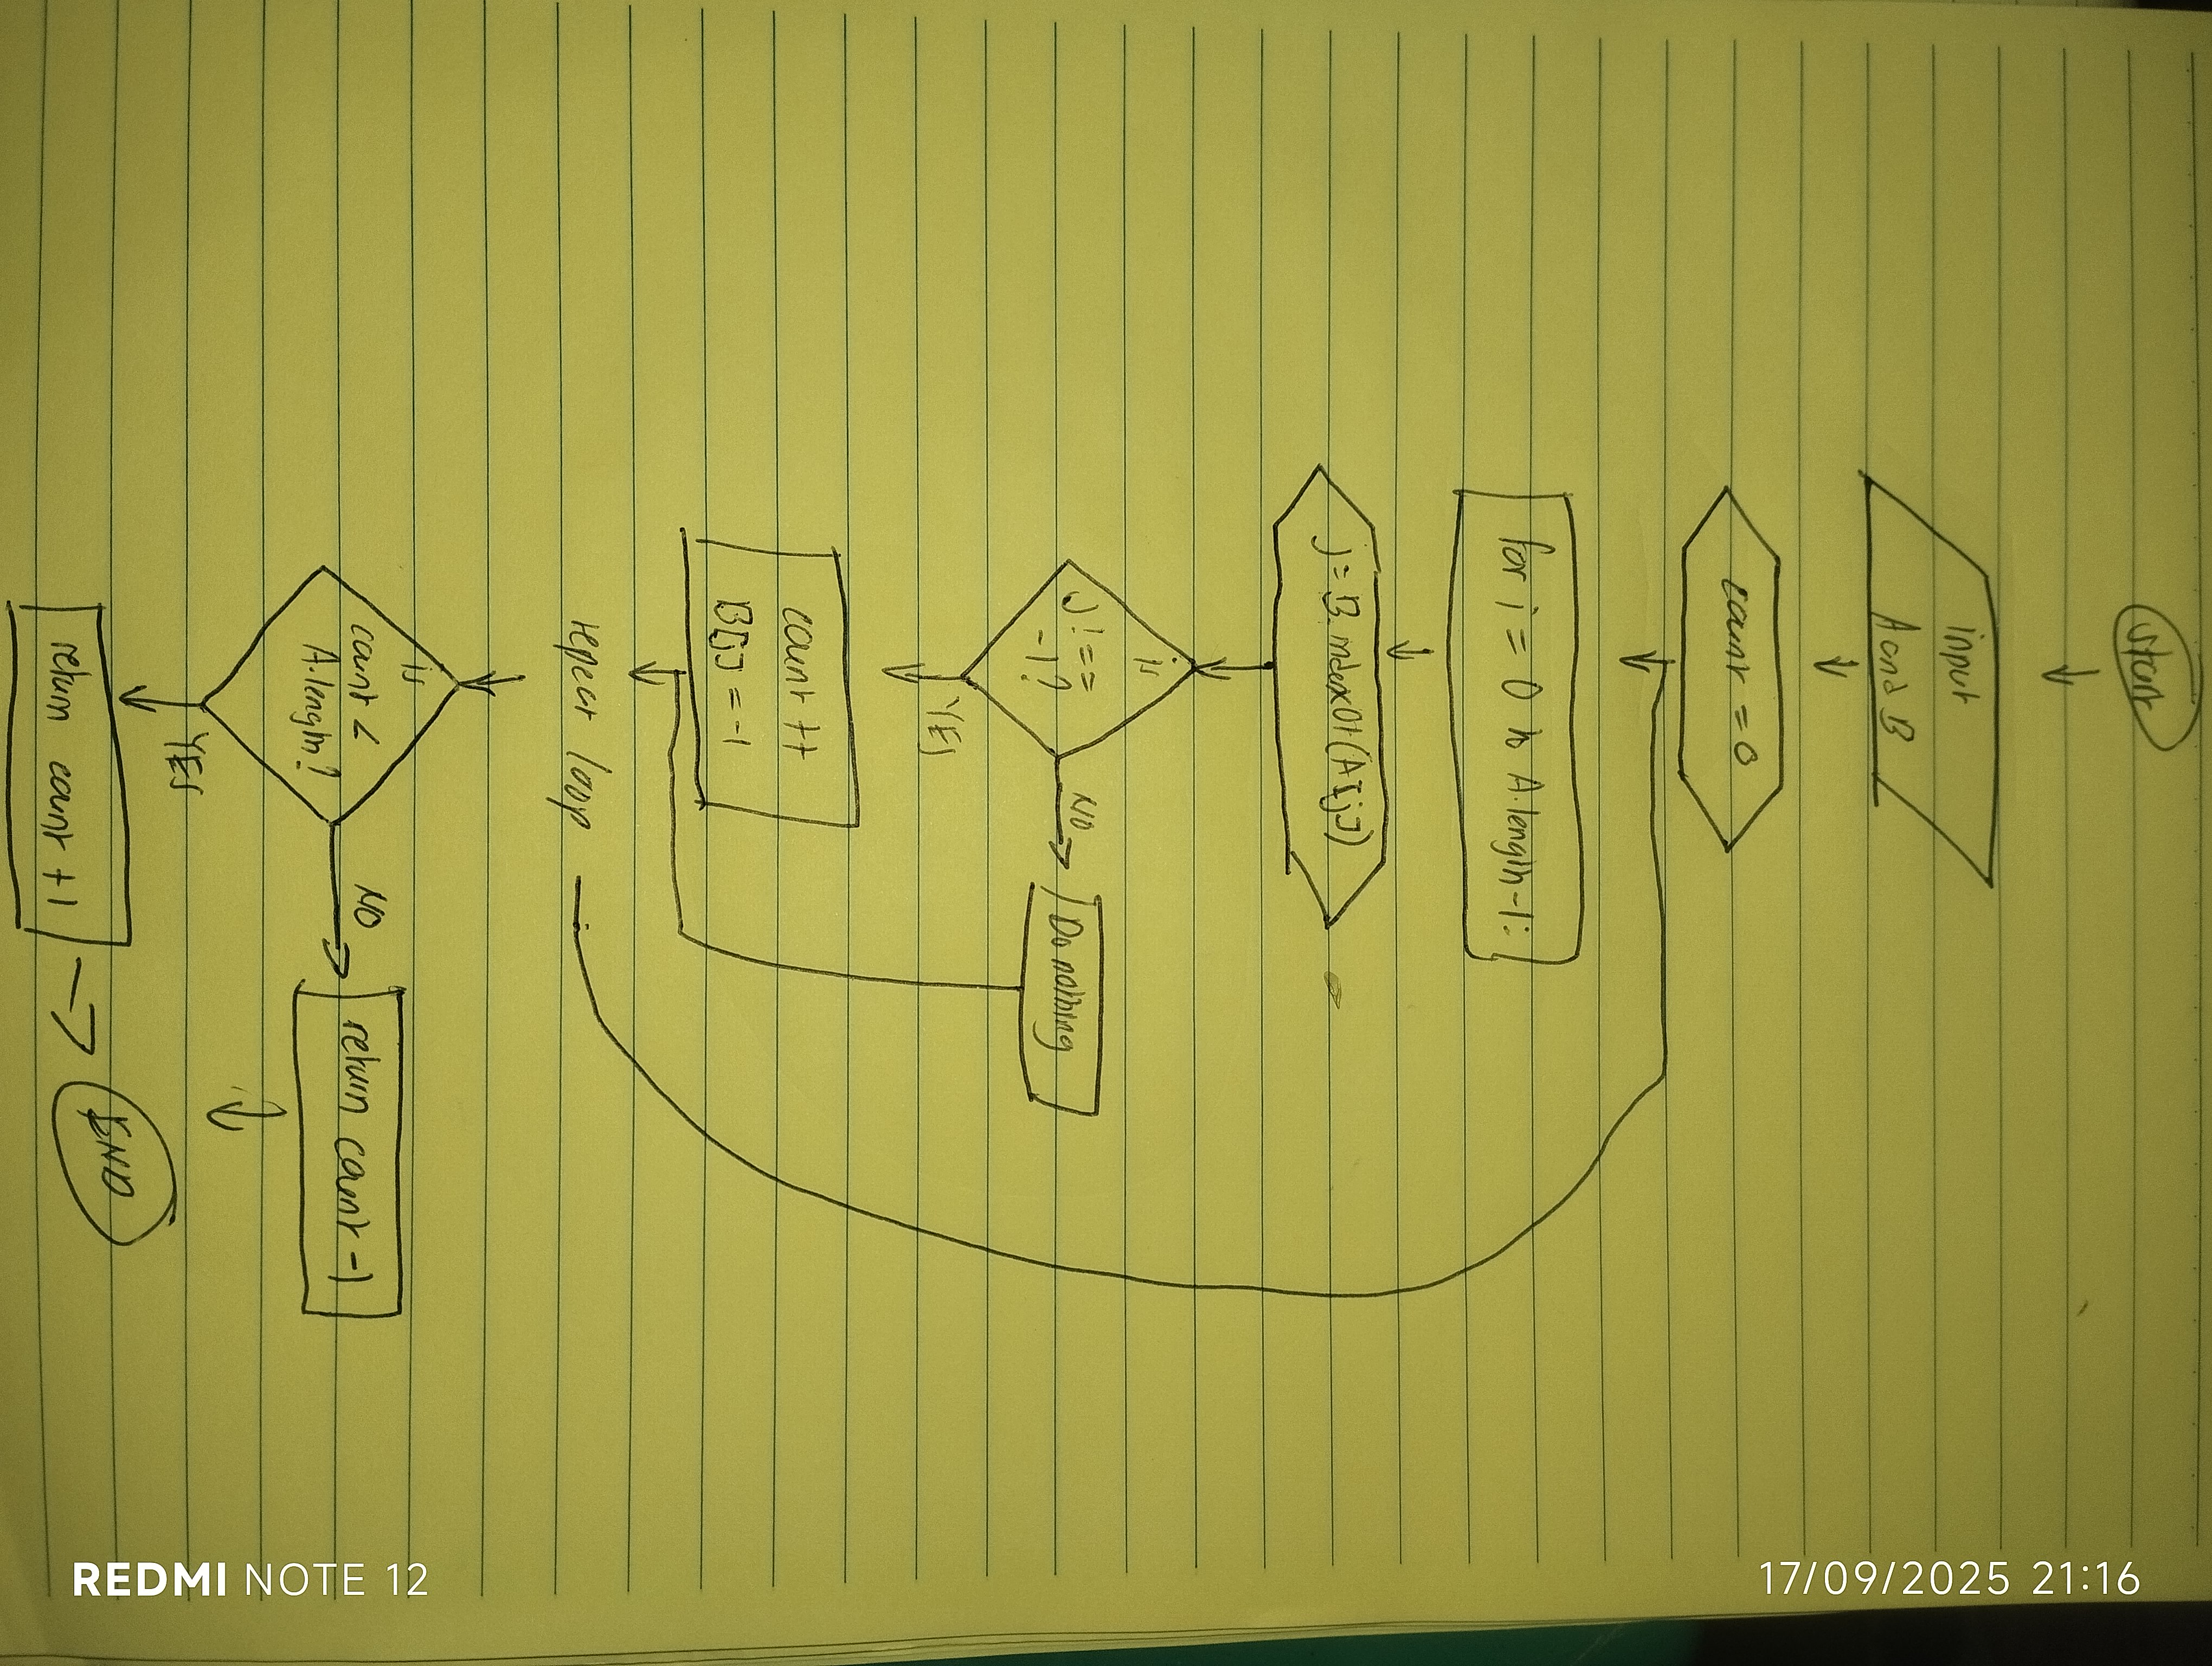 Start
input
A and B
count = 0
for i = 0 to A.length-1:
j = B.indexOf(A[j])
is
j !==
-1?
NO
Do nothing
YES
count ++
B[j] = -1
repeat loop
is
count <
A.length?
NO
return count -1
YES
return count +1
END
REDMI NOTE 12
17/09/2025 21:16